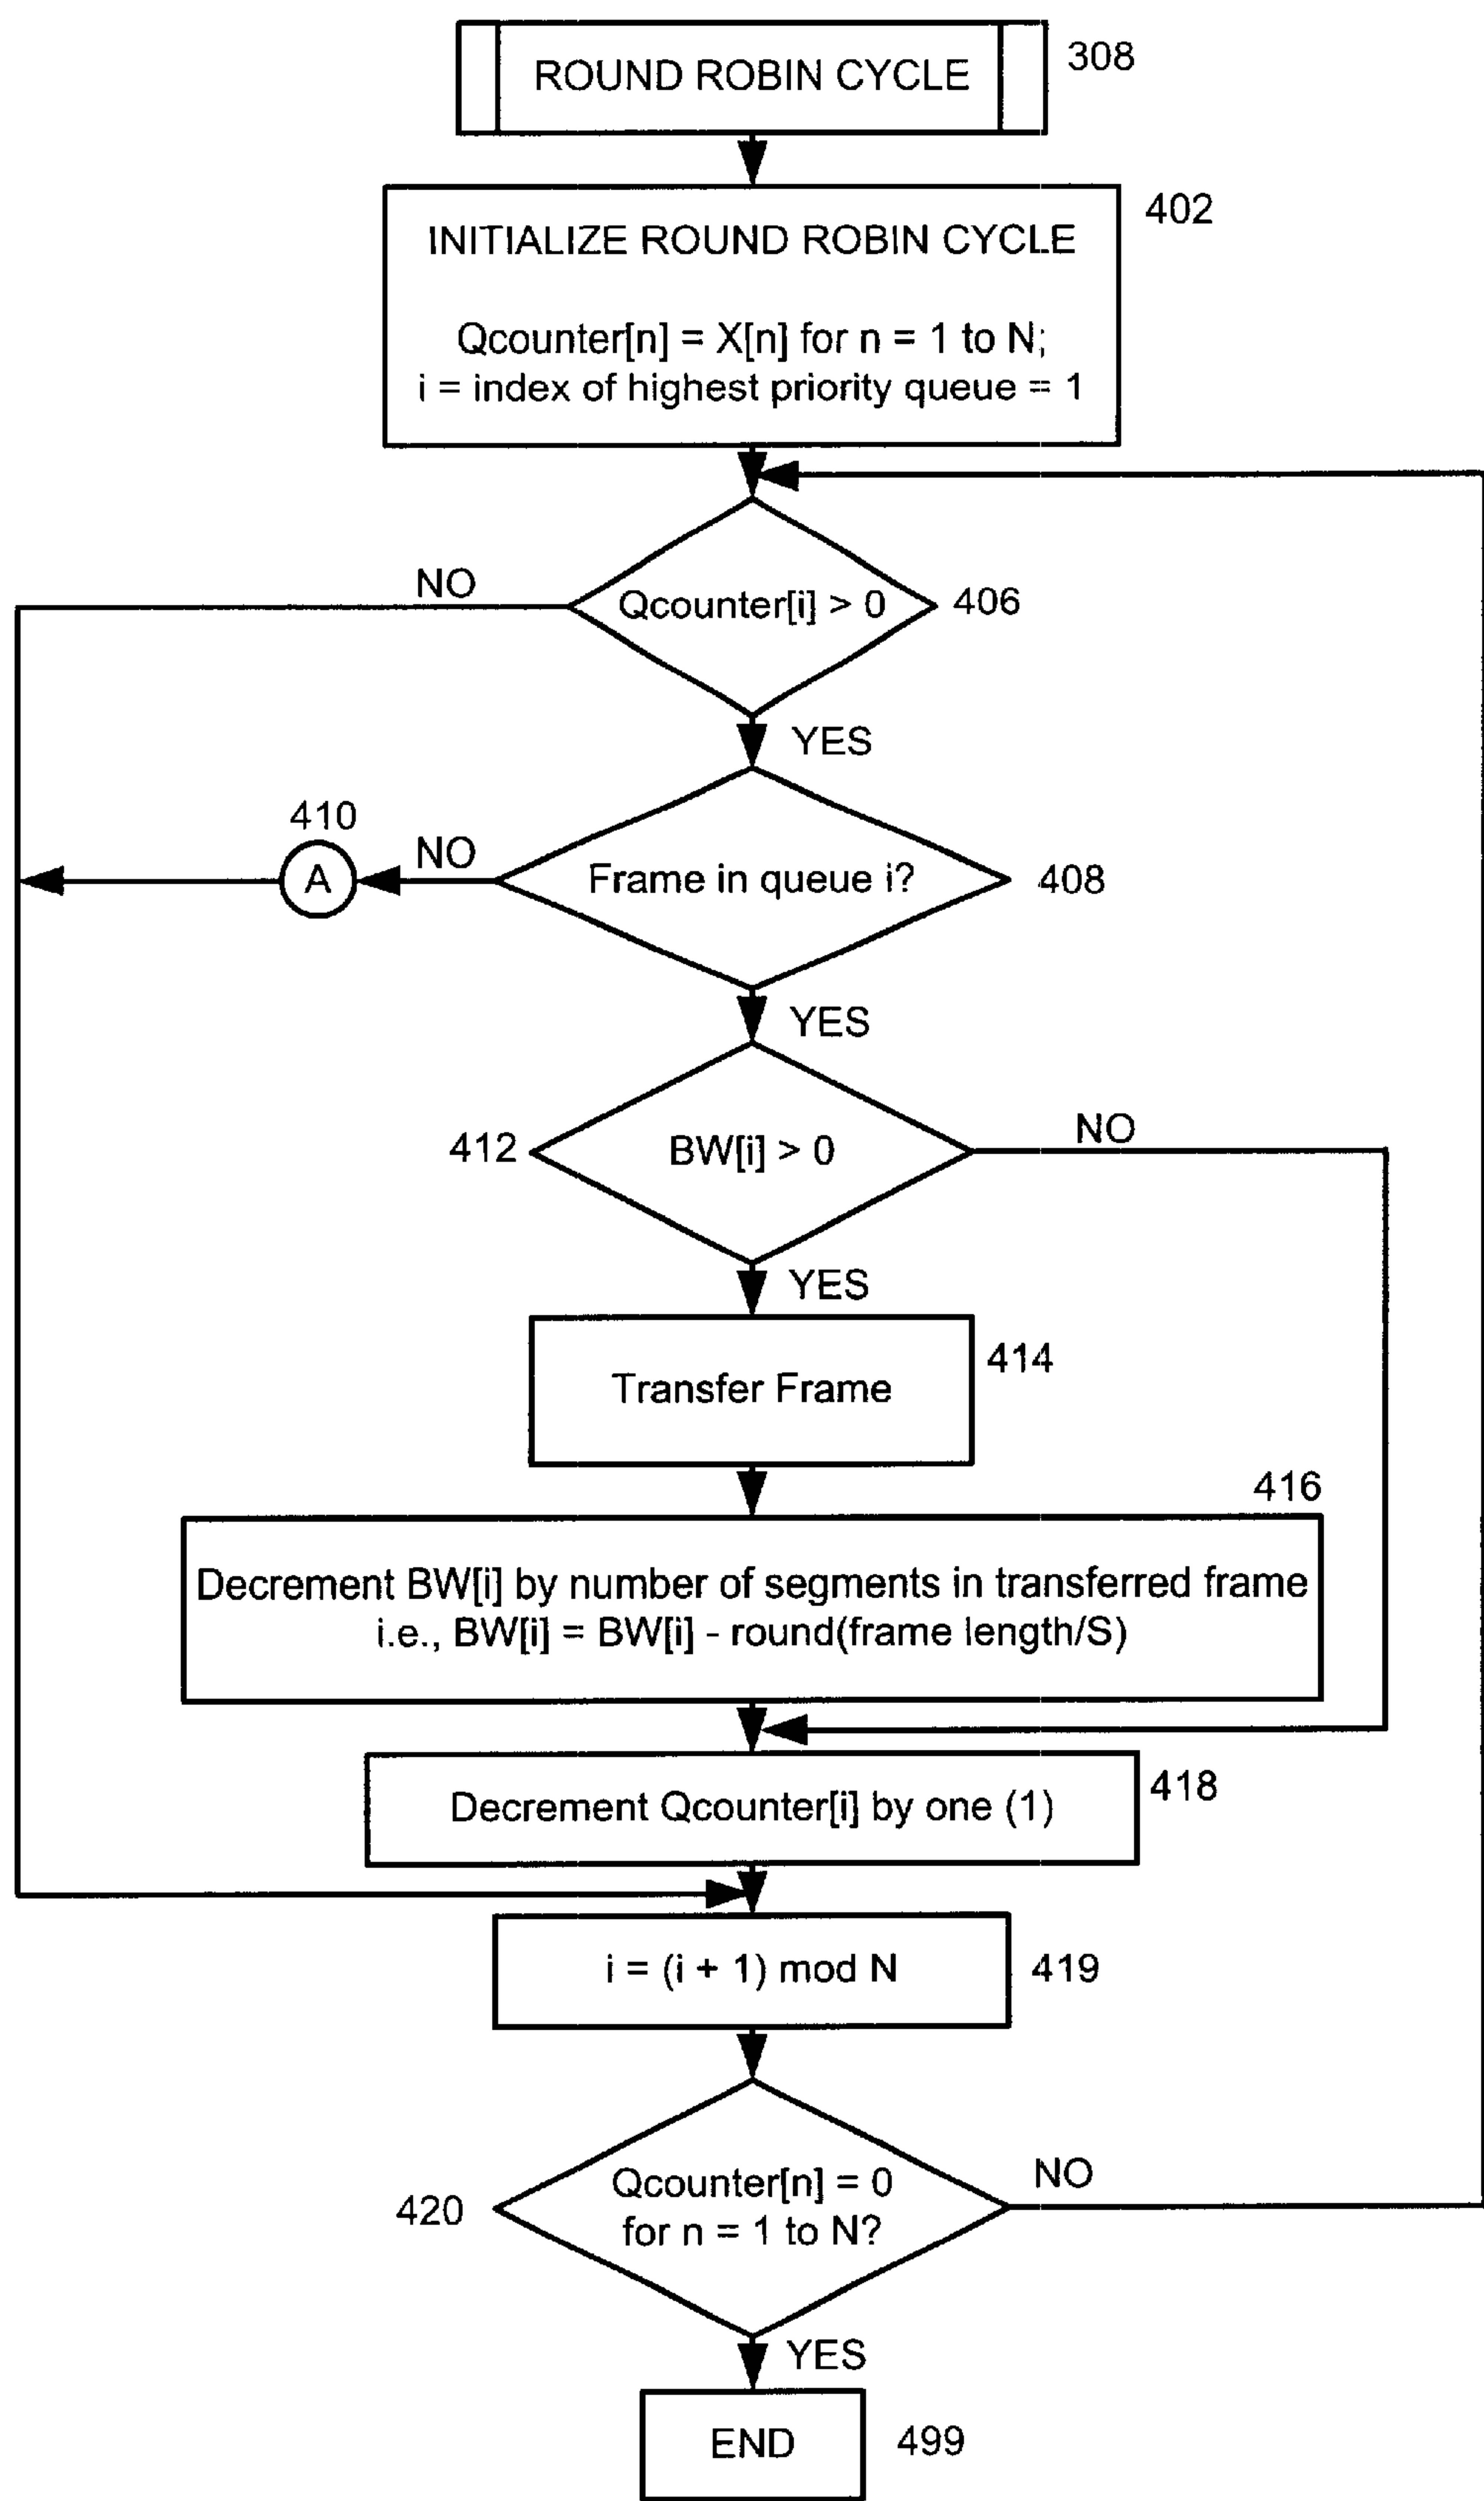 ROUND ROBIN CYCLE
308
402
INITIALIZE ROUND ROBIN CYCLE
Qcounter[n] = X[n] for n = 1 to N;
i = index of highest priority queue = 1
NO
Qcounter[i] > 0
406
YES
410
A
NO
Frame in queue i?
408
YES
412
BW[i] > 0
NO
YES
414
Transfer Frame
416
Decrement BW[i] by number of segments in transferred frame
i.e., BW[i] = BW[i] - round(frame length/S)
418
Decrement Qcounter[i] by one (1)
i = (i + 1) mod N
419
420
Qcounter[n] = 0
for n = 1 to N?
NO
YES
END
499